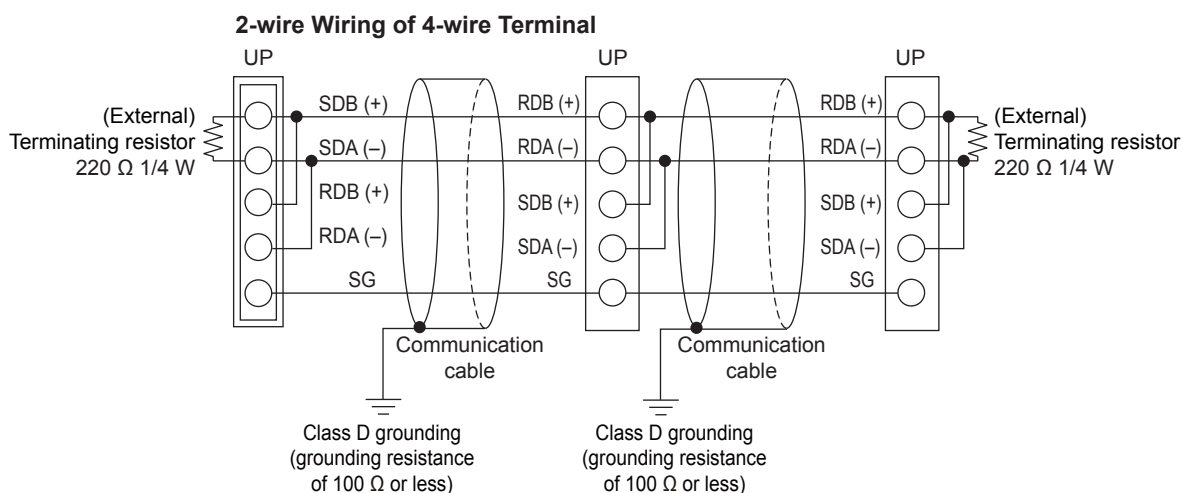 2-wire Wiring of 4-wire Terminal
UP
UP
UP
(External)
Terminating resistor
220 Ω 1/4 W
SDB (+)
SDA (–)
RDB (+)
RDA (–)
SG
RDB (+)
RDA (–)
SDB (+)
SDA (–)
SG
RDB (+)
RDA (–)
SDB (+)
SDA (–)
SG
(External)
Terminating resistor
220 Ω 1/4 W
Communication
cable
Communication
cable
Class D grounding
(grounding resistance
of 100 Ω or less)
Class D grounding
(grounding resistance
of 100 Ω or less)